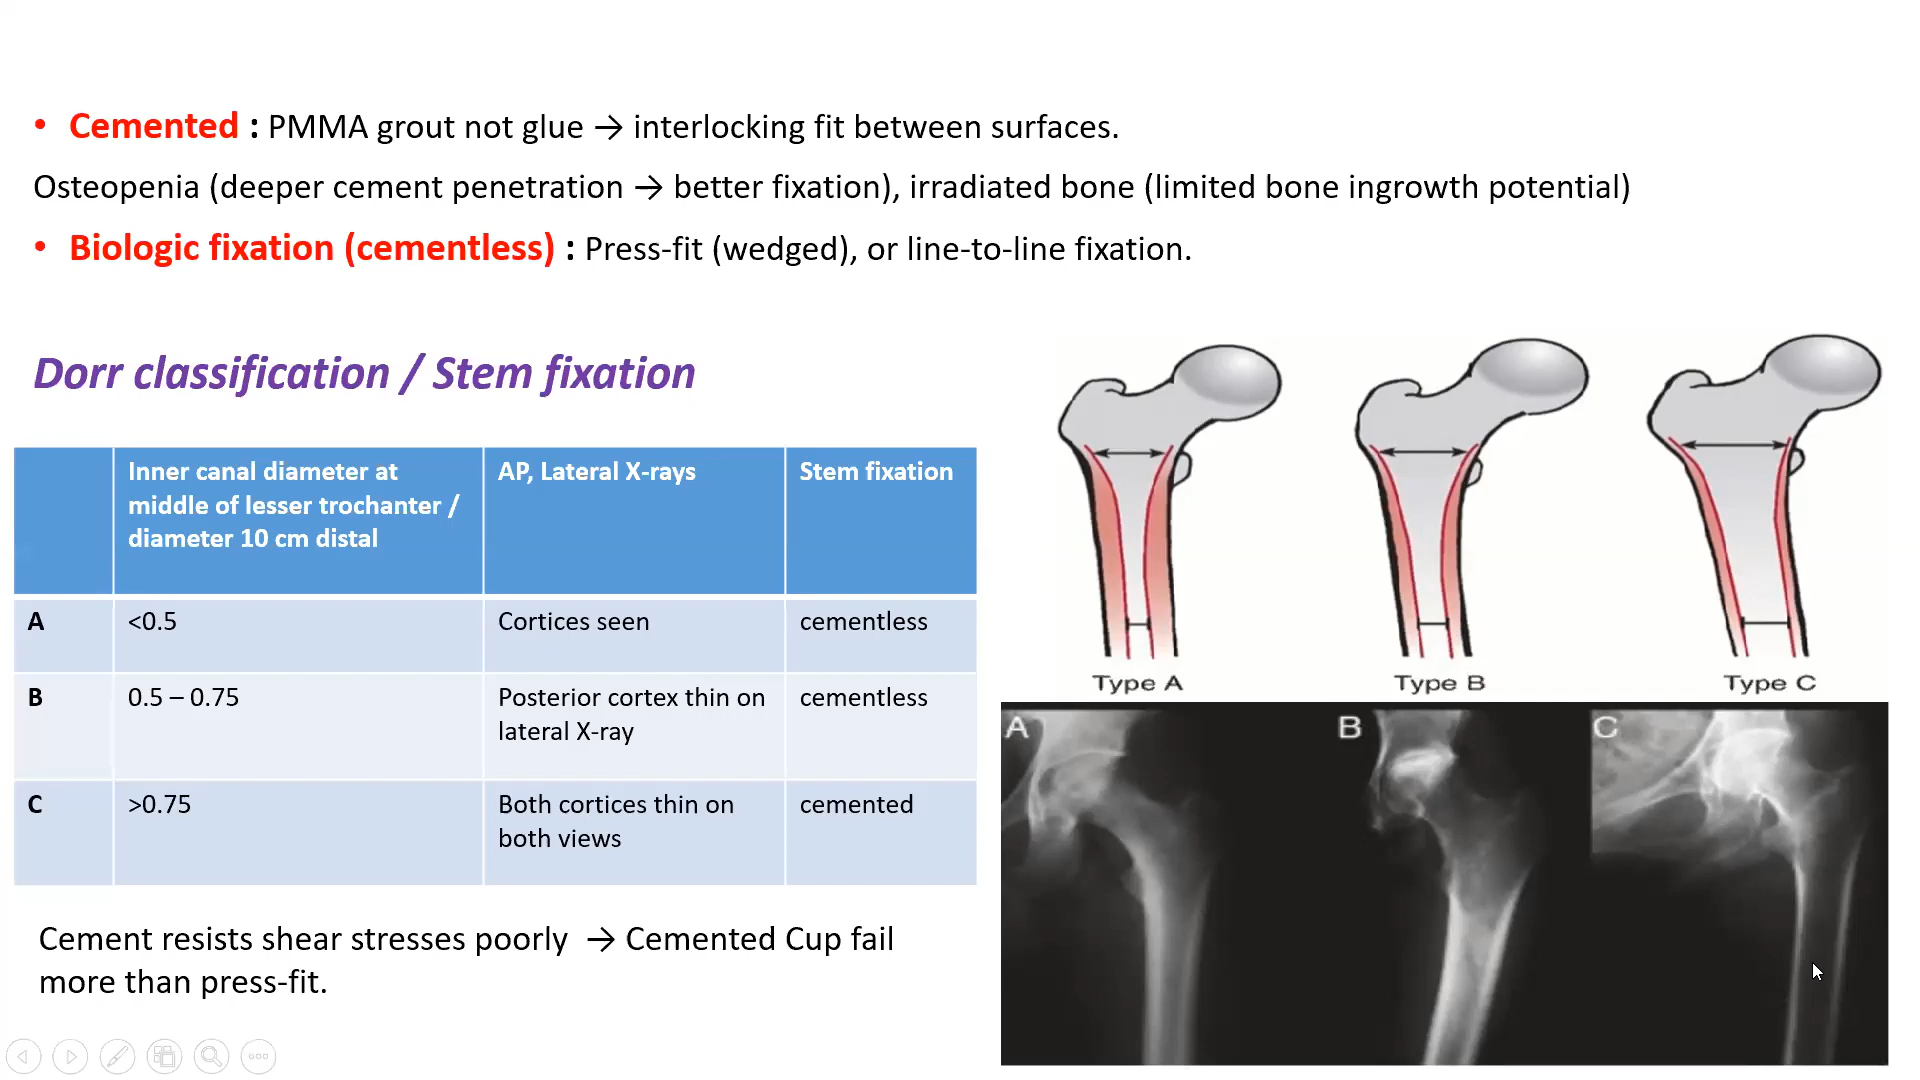 • Cemented : PMMA grout not glue → interlocking fit between surfaces.
Osteopenia (deeper cement penetration → better fixation), irradiated bone (limited bone ingrowth potential)
• Biologic fixation (cementless) : Press-fit (wedged), or line-to-line fixation.
Dorr classification / Stem fixation
Inner canal diameter at
middle of lesser trochanter /
diameter 10 cm distal
AP, Lateral X-rays
Stem fixation
A
<0.5
Cortices seen
cementless
B
0.5 – 0.75
Posterior cortex thin on
lateral X-ray
cementless
C
>0.75
Both cortices thin on
both views
cemented
Cement resists shear stresses poorly → Cemented Cup fail
more than press-fit.
Type A
Type B
Type C
A
B
C